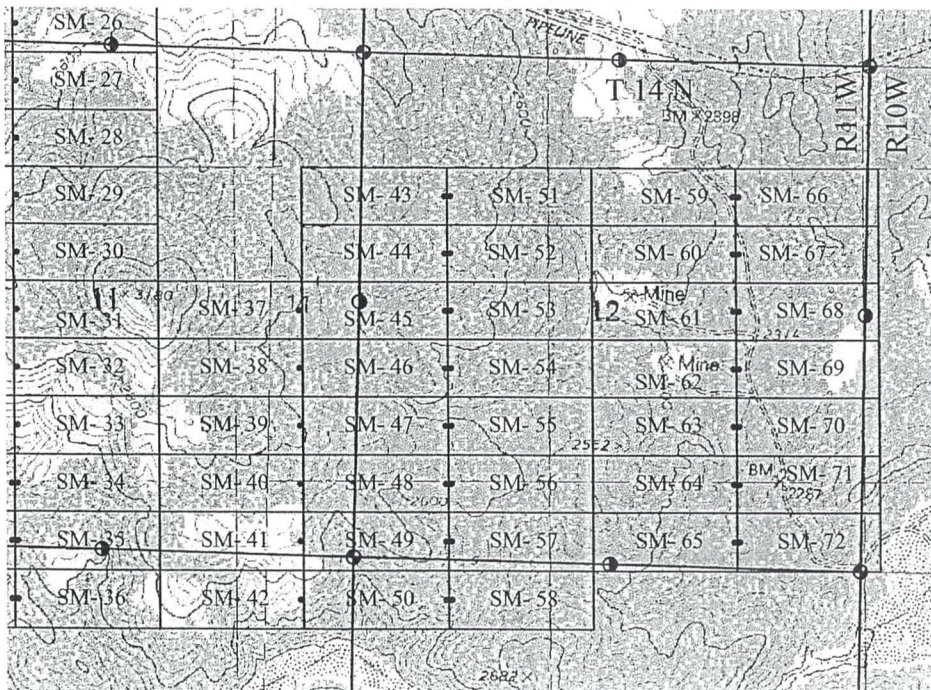 SM- 26
PIPELINE
SM- 27
T 14 N
R11W
R10W
BM × 2398
SM- 28
SM- 29
SM- 43
SM- 51
SM- 59
SM- 66
SM- 30
SM- 44
SM- 52
SM- 60
SM- 67
11
× 3180
SM- 31
SM- 37
SM- 45
SM- 53
12
Mine
SM- 61
SM- 68
2314
SM- 32
SM- 38
SM- 46
SM- 54
Mine
SM- 62
SM- 69
SM- 33
SM- 39
SM- 47
SM- 55
2552 ×
SM- 63
SM- 70
SM- 34
SM- 40
SM- 48
2600
SM- 56
SM- 64
BM
SM- 71
2287
SM- 35
SM- 41
SM- 49
SM- 57
SM- 65
SM- 72
SM- 36
SM- 42
SM- 50
SM- 58
2682 ×